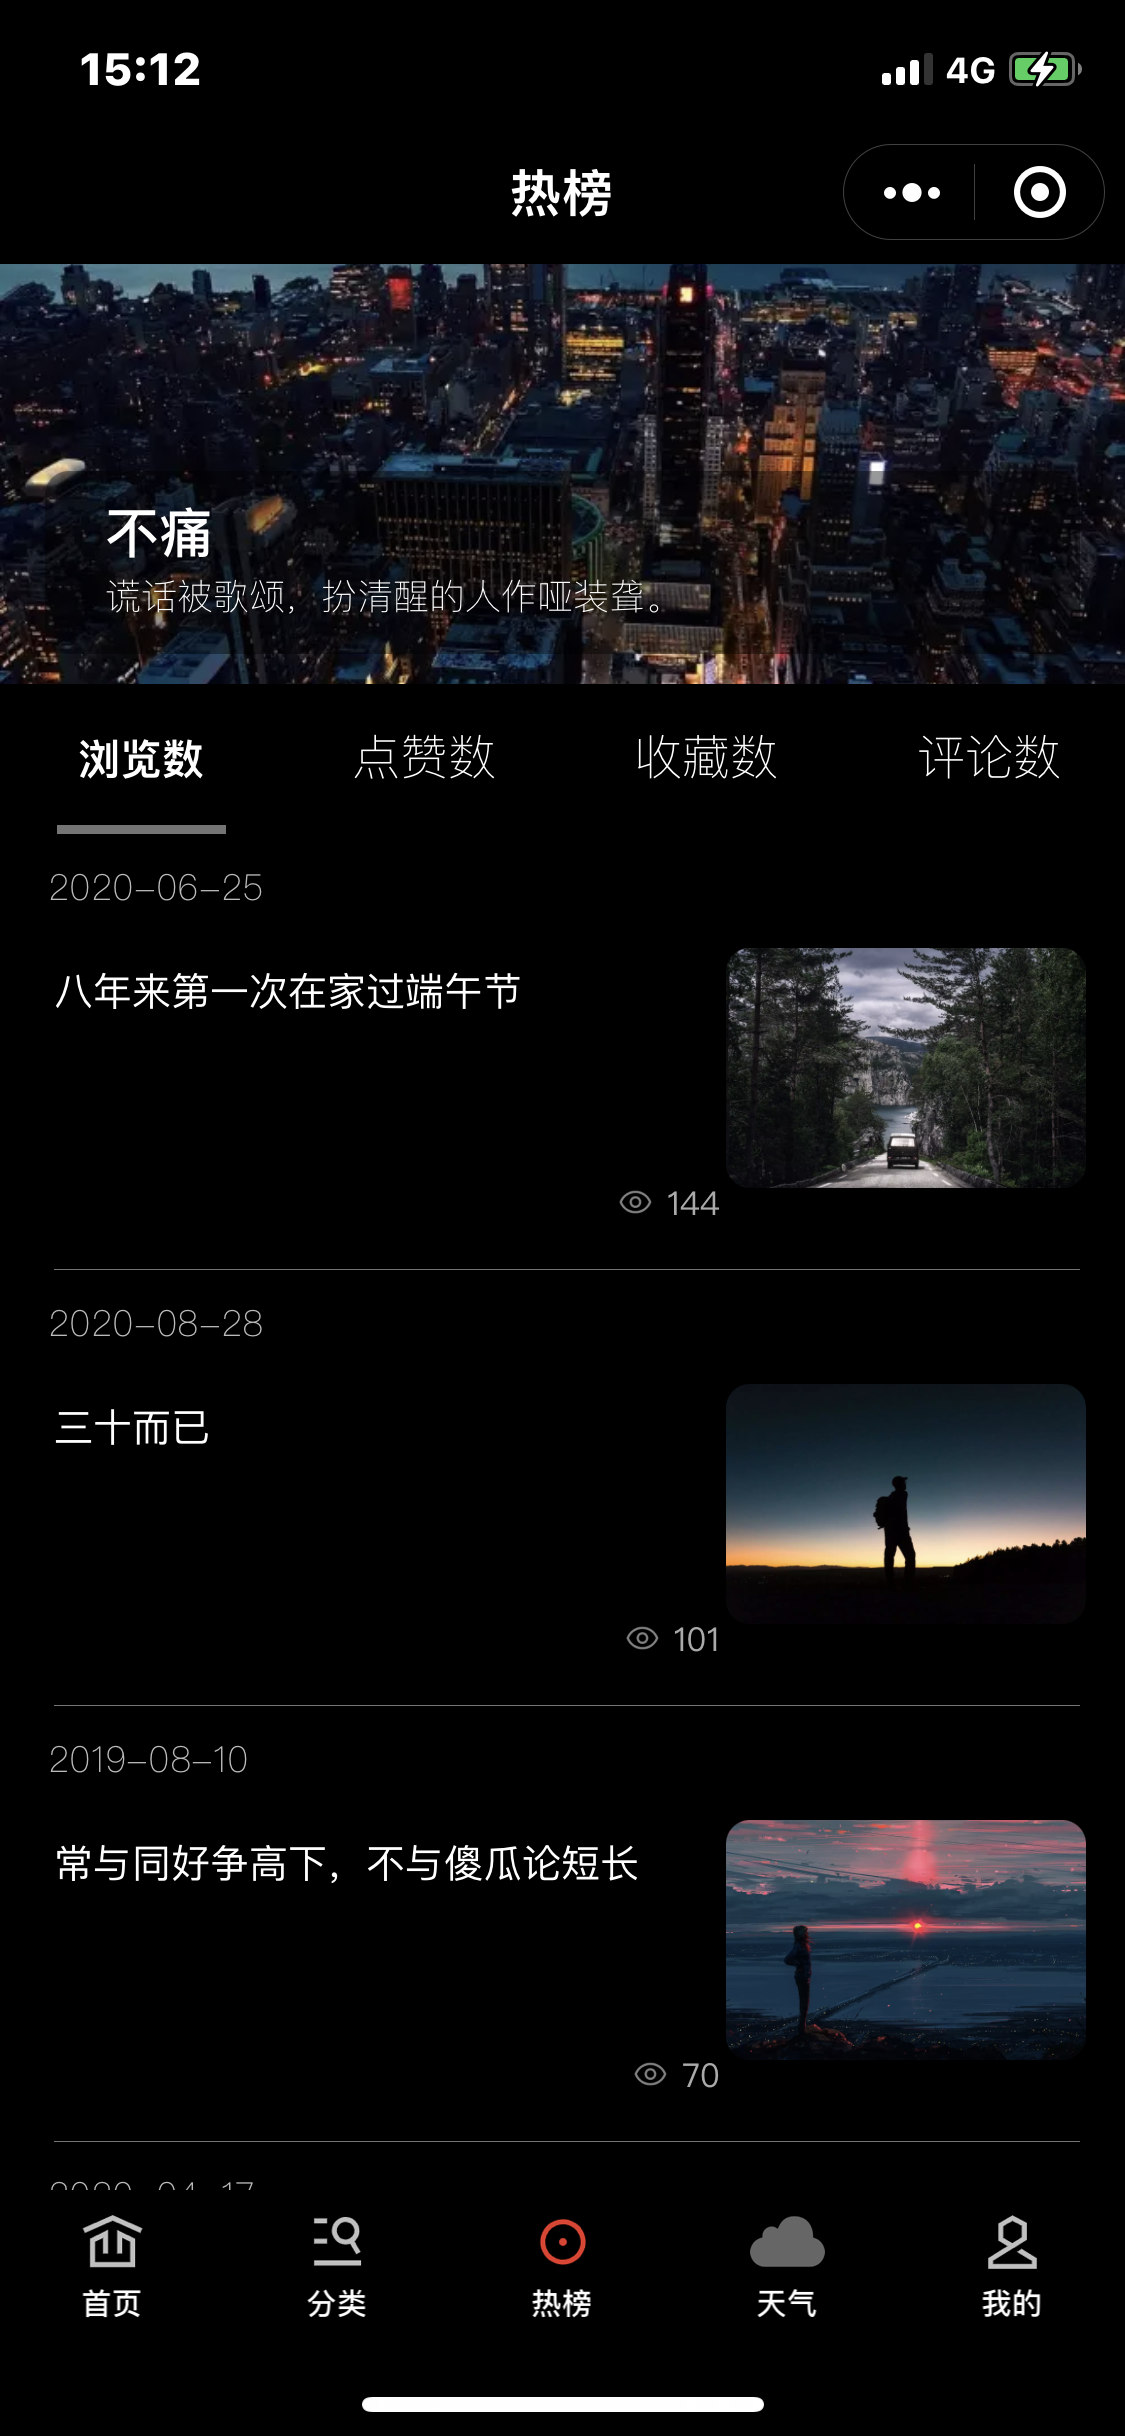 15:12
4G
热榜
不痛
谎话被歌颂，扮清醒的人作哑装聋。
浏览数 点赞数 收藏数 评论数
2020-06-25
八年来第一次在家过端午节
144
2020-08-28
三十而已
101
2019-08-10
常与同好争高下，不与傻瓜论短长
70
2020-04-17
首页 分类 热榜 天气 我的